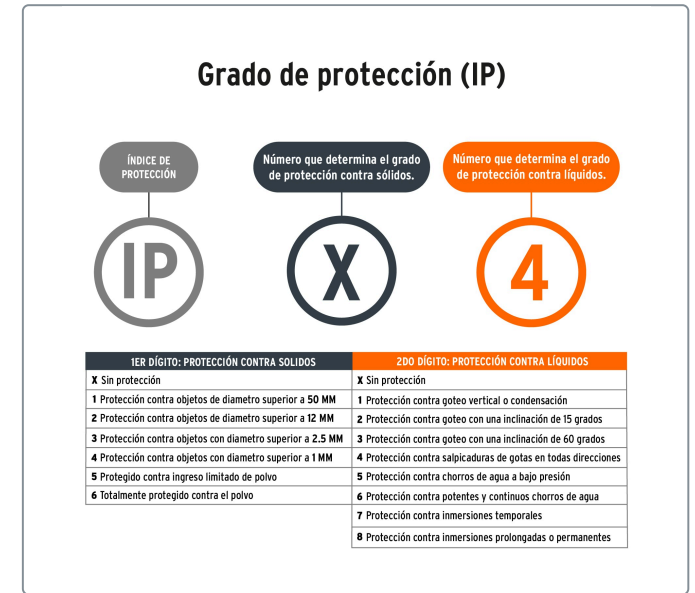 Grado de protección (IP)
ÍNDICE DE
PROTECCIÓN
Número que determina el grado
de protección contra sólidos.
Número que determina el grado
de protección contra líquidos.
IP
X
4
1ER DÍGITO: PROTECCIÓN CONTRA SOLIDOS
X Sin protección
1 Protección contra objetos de diametro superior a 50 MM
2 Protección contra objetos de diametro superior a 12 MM
3 Protección contra objetos con diametro superior a 2.5 MM
4 Protección contra objetos con diametro superior a 1 MM
5 Protegido contra ingreso limitado de polvo
6 Totalmente protegido contra el polvo
2DO DÍGITO: PROTECCIÓN CONTRA LÍQUIDOS
X Sin protección
1 Protección contra goteo vertical o condensación
2 Protección contra goteo con una inclinación de 15 grados
3 Protección contra goteo con una inclinación de 60 grados
4 Protección contra salpicaduras de gotas en todas direcciones
5 Protección contra chorros de agua a bajo presión
6 Protección contra potentes y continuos chorros de agua
7 Protección contra inmersiones temporales
8 Protección contra inmersiones prolongadas o permanentes